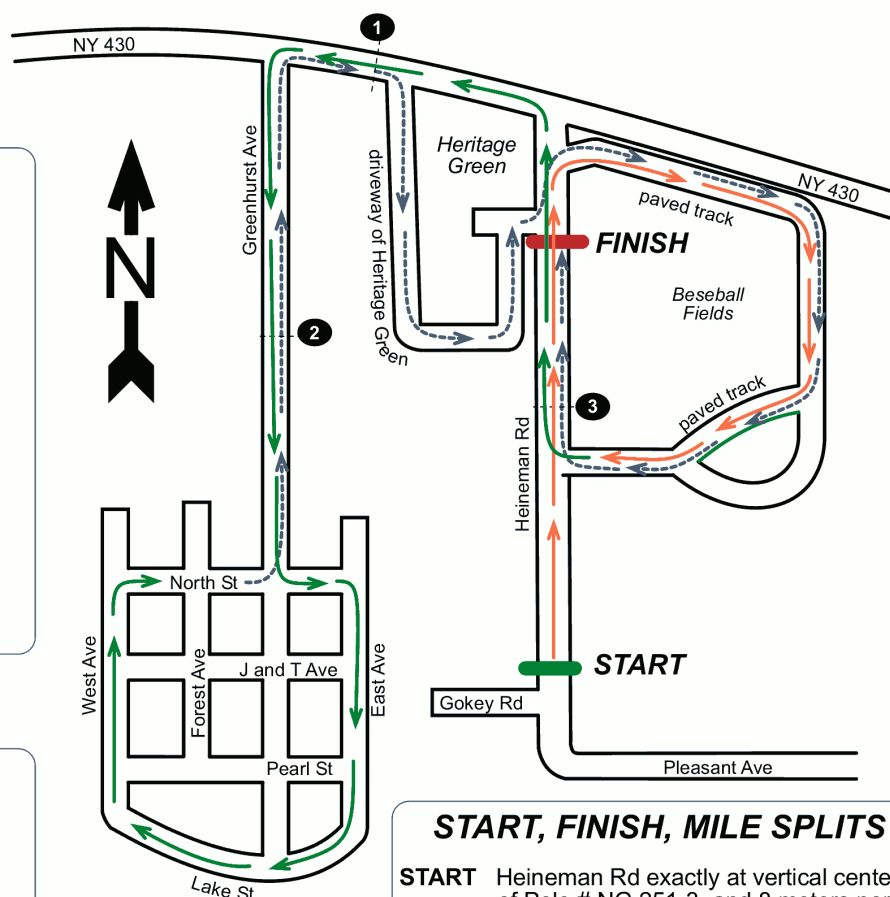 1
NY 430
Heritage
Green
Greenhurst Ave
driveway of Heritage Green
NY 430
paved track
FINISH
Beseball
Fields
N
2
paved track
3
Heineman Rd
North St
West Ave
Forest Ave
J and T Ave
East Ave
START
Gokey Rd
Pearl St
Pleasant Ave
Lake St
START, FINISH, MILE SPLITS
START Heineman Rd exactly at vertical cente